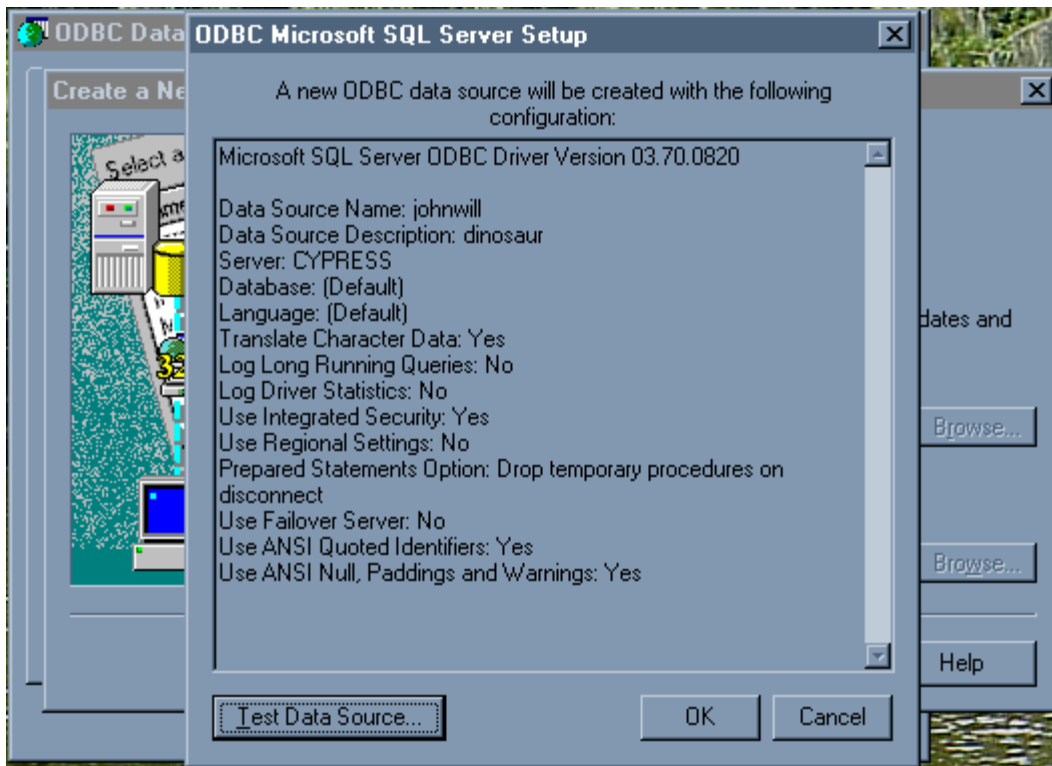 ODBC Data
ODBC Microsoft SQL Server Setup
Create a Ne
A new ODBC data source will be created with the following
configuration:
Select a
Microsoft SQL Server ODBC Driver Version 03.70.0820
Data Source Name: johnwill
Data Source Description: dinosaur
Server: CYPRESS
Database: (Default)
Language: (Default)
dates and
Translate Character Data: Yes
Log Long Running Queries: No
32
Log Driver Statistics: No
Use Integrated Security: Yes
Browse...
Use Regional Settings: No
Prepared Statements Option: Drop temporary procedures on
disconnect
Use Failover Server: No
Use ANSI Quoted Identifiers: Yes
Browse...
Use ANSI Null, Paddings and Warnings: Yes
Help
Test Data Source...
OK
Cancel